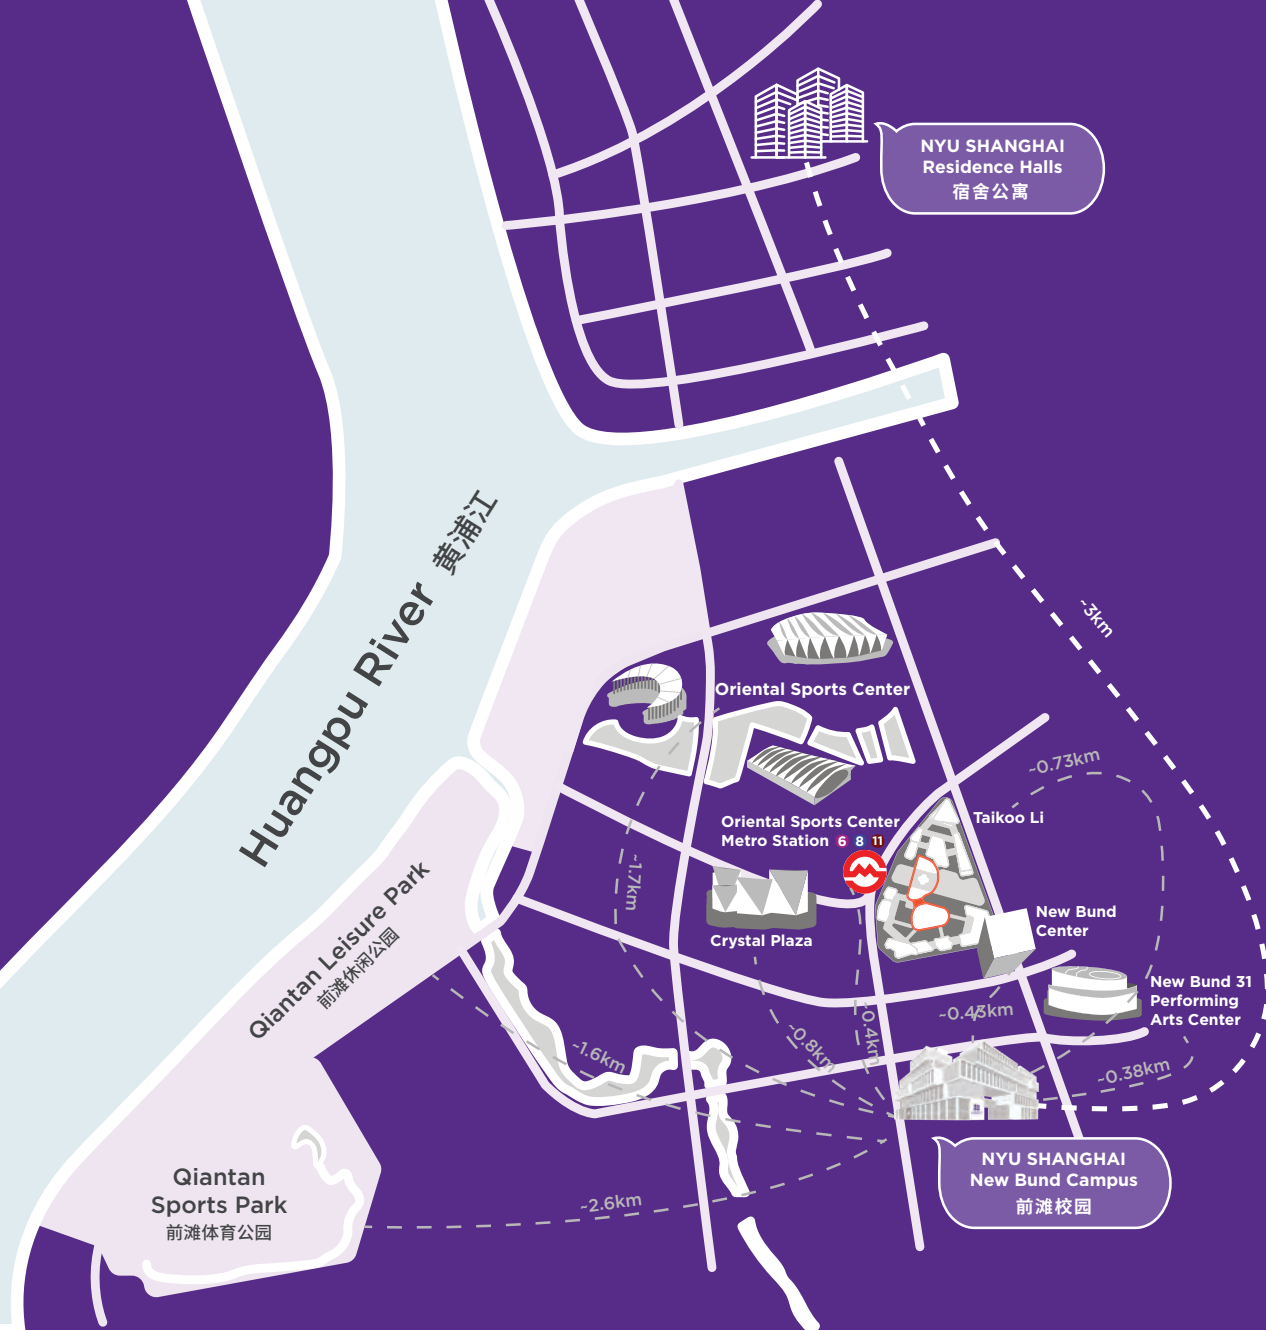 NYU SHANGHAI
Residence Halls
宿舍公寓
Huangpu River 黄浦江
~3km
Oriental Sports Center
~0.73km
Oriental Sports Center
Metro Station 6 8 11
Taikoo Li
~1.7km
Crystal Plaza
New Bund
Center
Qiantan Leisure Park
前滩休闲公园
New Bund 31
Performing
Arts Center
~0.43km
~0.4km
~0.8km
~1.6km
~0.38km
NYU SHANGHAI
New Bund Campus
前滩校园
Qiantan
Sports Park
前滩体育公园
~2.6km